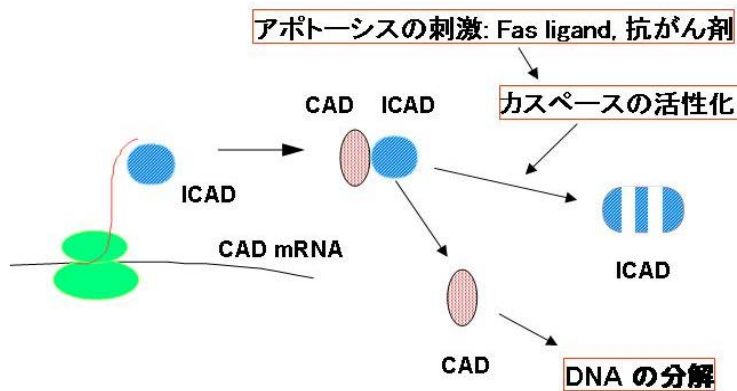 アポトーシスの刺激: Fas ligand, 抗がん剤
カスペースの活性化
CAD ICAD
ICAD
CAD mRNA
ICAD
CAD
DNA の分解